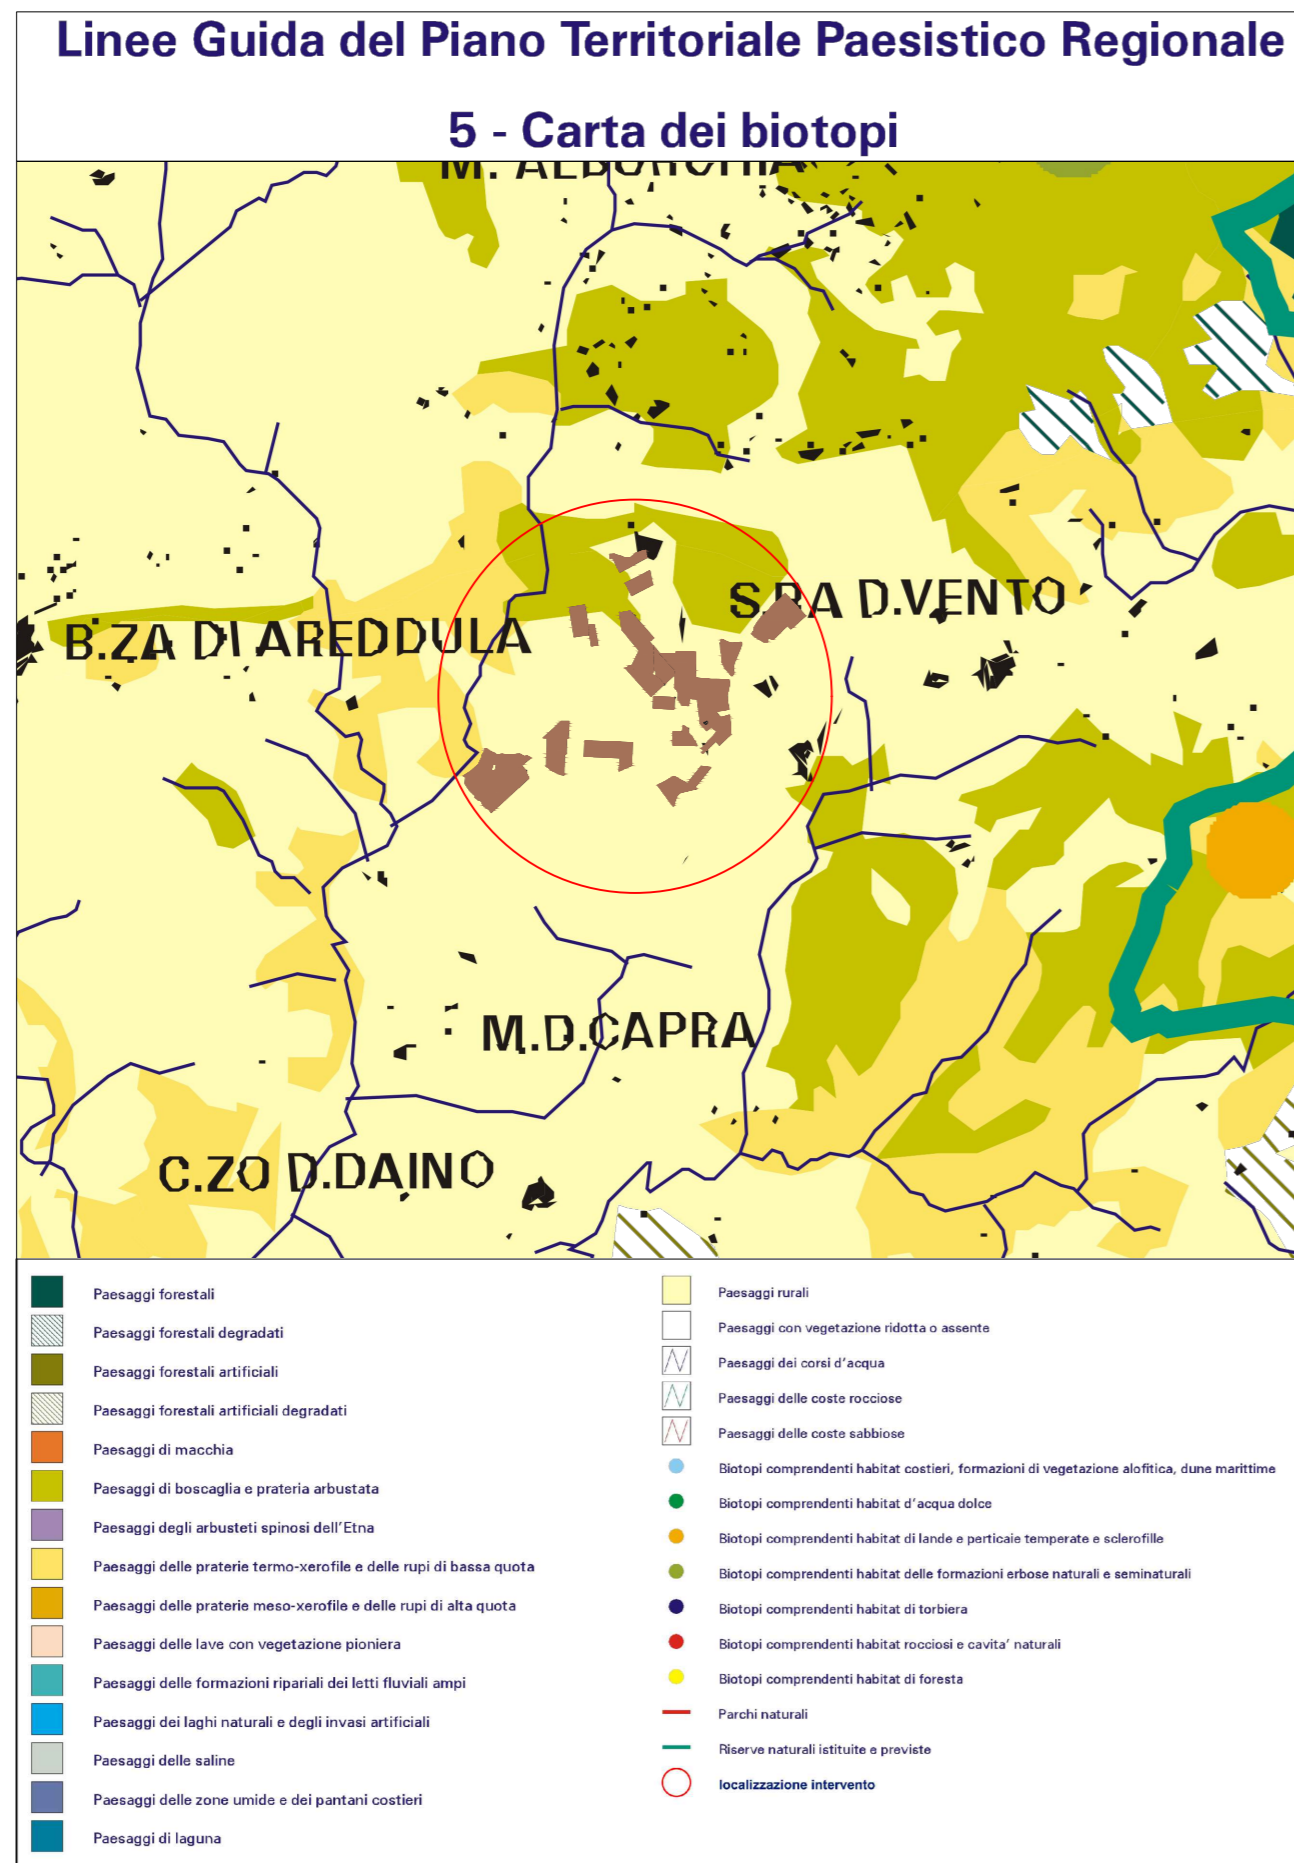 Linee Guida del Piano Territoriale Paesistico Regionale
5 - Carta dei biotopi
M. ALBURCHIA
S.RA D.VENTO
B.ZA DI AREDDULA
M.D.CAPRA
C.ZO D.DAINO
Paesaggi forestali
Paesaggi forestali degradati
Paesaggi forestali artificiali
Paesaggi forestali artificiali degradati
Paesaggi di macchia
Paesaggi di boscaglia e prateria arbustata
Paesaggi degli arbusteti spinosi dell'Etna
Paesaggi delle praterie termo-xerofile e delle rupi di bassa quota
Paesaggi delle praterie meso-xerofile e delle rupi di alta quota
Paesaggi delle lave con vegetazione pioniera
Paesaggi delle formazioni ripariali dei letti fluviali ampi
Paesaggi dei laghi naturali e degli invasi artificiali
Paesaggi delle saline
Paesaggi delle zone umide e dei pantani costieri
Paesaggi di laguna
Paesaggi rurali
Paesaggi con vegetazione ridotta o assente
Paesaggi dei corsi d'acqua
Paesaggi delle coste rocciose
Paesaggi delle coste sabbiose
Biotopi comprendenti habitat costieri, formazioni di vegetazione alofitica, dune marittime
Biotopi comprendenti habitat d'acqua dolce
Biotopi comprendenti habitat di lande e perticaie temperate e sclerofille
Biotopi comprendenti habitat delle formazioni erbose naturali e seminaturali
Biotopi comprendenti habitat di torbiera
Biotopi comprendenti habitat rocciosi e cavita' naturali
Biotopi comprendenti habitat di foresta
Parchi naturali
Riserve naturali istituite e previste
localizzazione intervento